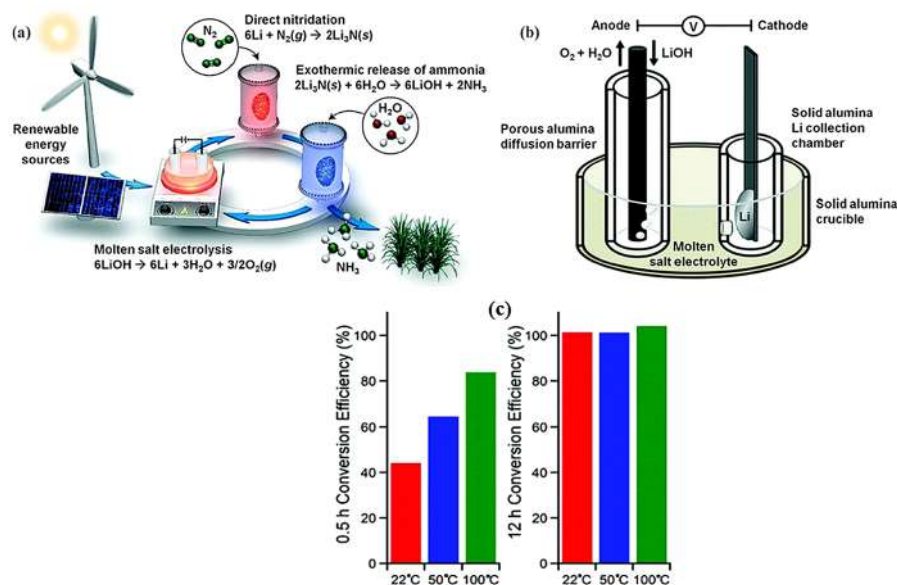 (a)
Direct nitridation
6Li + N₂(g) → 2Li₃N(s)
N₂
Exothermic release of ammonia
2Li₃N(s) + 6H₂O → 6LiOH + 2NH₃
H₂O
Renewable
energy
sources
Molten salt electrolysis
6LiOH → 6Li + 3H₂O + 3/2O₂(g)
NH₃
(b)
Anode
V
Cathode
O₂ + H₂O
LiOH
Porous alumina
diffusion barrier
Solid alumina
Li collection
chamber
Solid alumina
crucible
Li
Molten
salt electrolyte
(c)
0.5 h Conversion Efficiency (%)
100
80
60
40
20
0
22°C 50°C 100°C
12 h Conversion Efficiency (%)
100
80
60
40
20
0
22°C 50°C 100°C